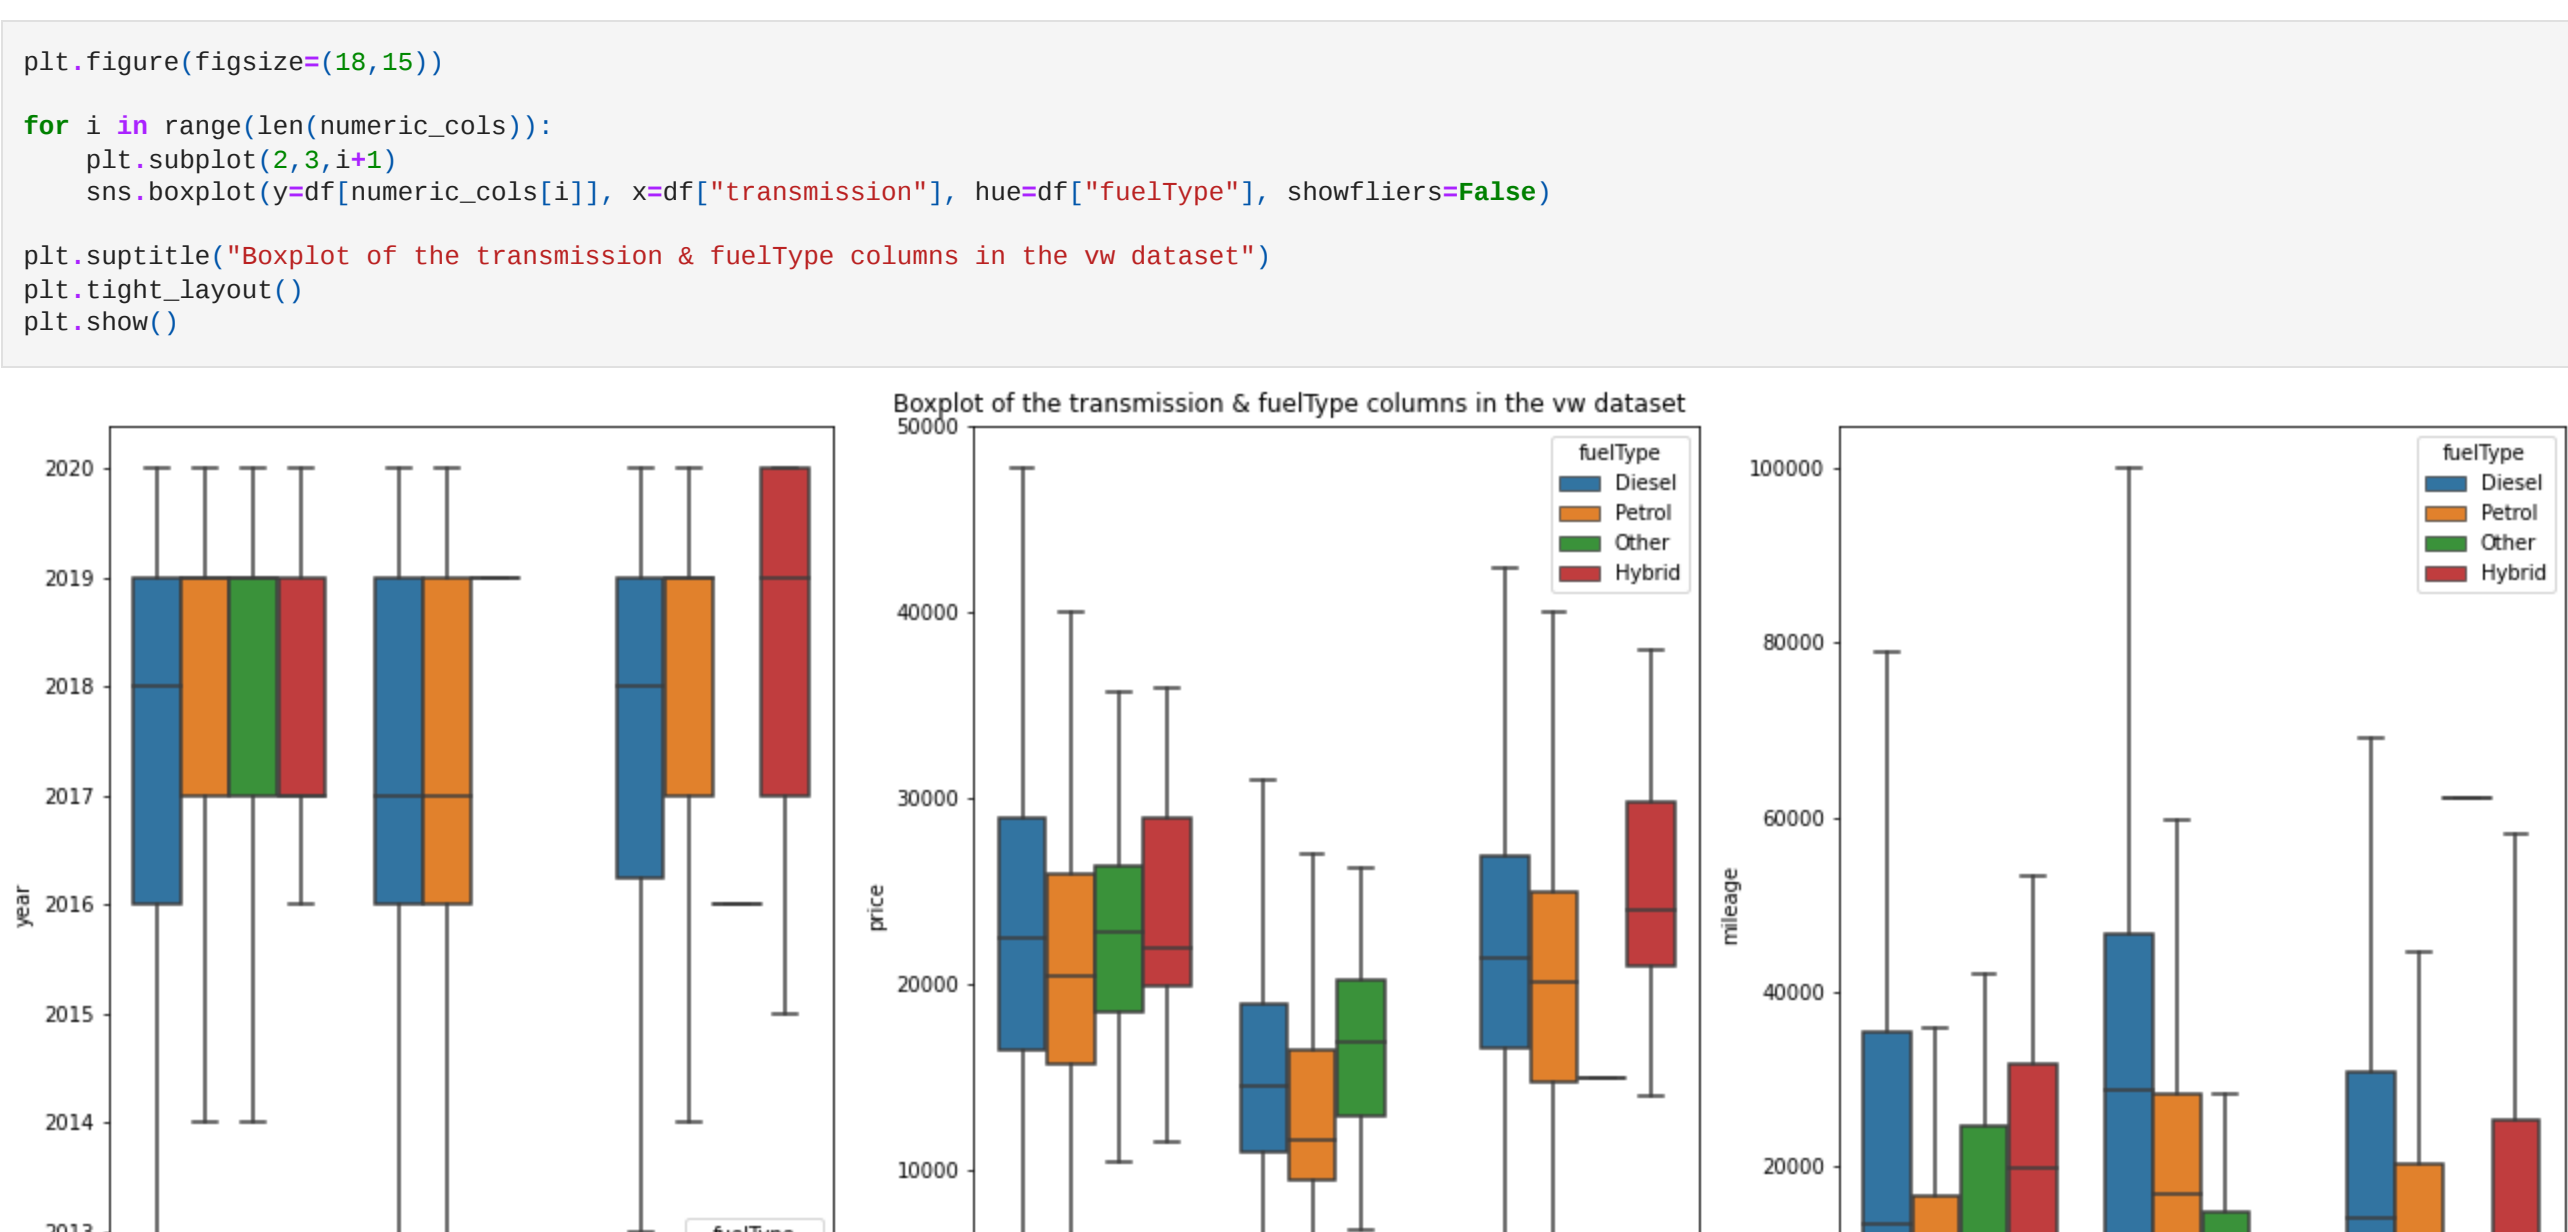 plt.figure(figsize=(18,15))
for i in range(len(numeric_cols)):
    plt.subplot(2,3,i+1)
    sns.boxplot(y=df[numeric_cols[i]], x=df["transmission"], hue=df["fuelType"], showfliers=False)
plt.suptitle("Boxplot of the transmission & fuelType columns in the vw dataset")
plt.tight_layout()
plt.show()
Boxplot of the transmission & fuelType columns in the vw dataset
2020
2019
2018
2017
2016
2015
2014
2013
year
fuelType
50000
40000
30000
20000
10000
price
fuelType
Diesel
Petrol
Other
Hybrid
100000
80000
60000
40000
20000
mileage
fuelType
Diesel
Petrol
Other
Hybrid